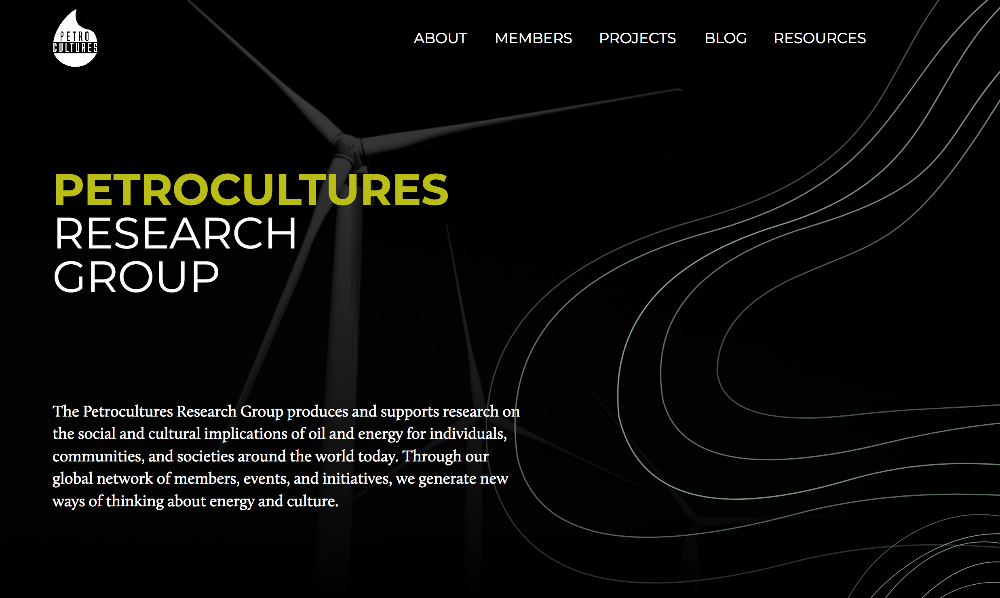 PETRO
CULTURES
ABOUT MEMBERS PROJECTS BLOG RESOURCES
PETROCULTURES
RESEARCH
GROUP
The Petrocultures Research Group produces and supports research on
the social and cultural implications of oil and energy for individuals,
communities, and societies around the world today. Through our
global network of members, events, and initiatives, we generate new
ways of thinking about energy and culture.